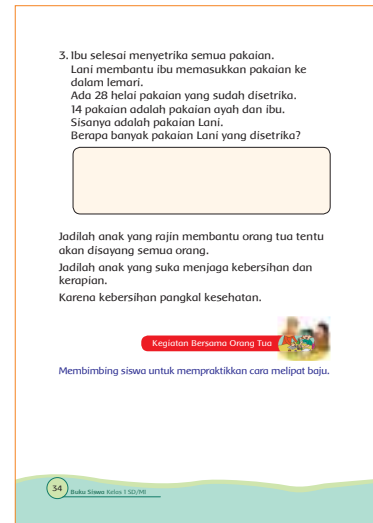 3. Ibu selesai menyetrika semua pakaian.
Lani membantu ibu memasukkan pakaian ke
dalam lemari.
Ada 28 helai pakaian yang sudah disetrika.
14 pakaian adalah pakaian ayah dan ibu.
Sisanya adalah pakaian Lani.
Berapa banyak pakaian Lani yang disetrika?
Jadilah anak yang rajin membantu orang tua tentu
akan disayang semua orang.
Jadilah anak yang suka menjaga kebersihan dan
kerapian.
Karena kebersihan pangkal kesehatan.
Kegiatan Bersama Orang Tua
Membimbing siswa untuk mempraktikkan cara melipat baju.
34 Buku Siswa Kelas 1 SD/MI